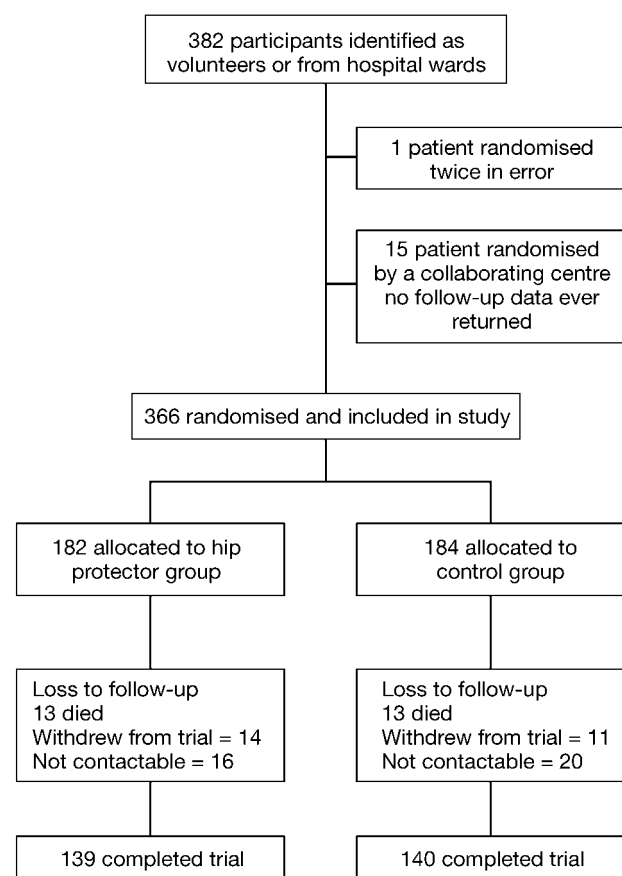 382 participants identified as
volunteers or from hospital wards
1 patient randomised
twice in error
15 patient randomised
by a collaborating centre
no follow-up data ever
returned
366 randomised and included in study
182 allocated to hip
protector group
184 allocated to
control group
Loss to follow-up
13 died
Withdrew from trial = 14
Not contactable = 16
Loss to follow-up
13 died
Withdrew from trial = 11
Not contactable = 20
139 completed trial
140 completed trial